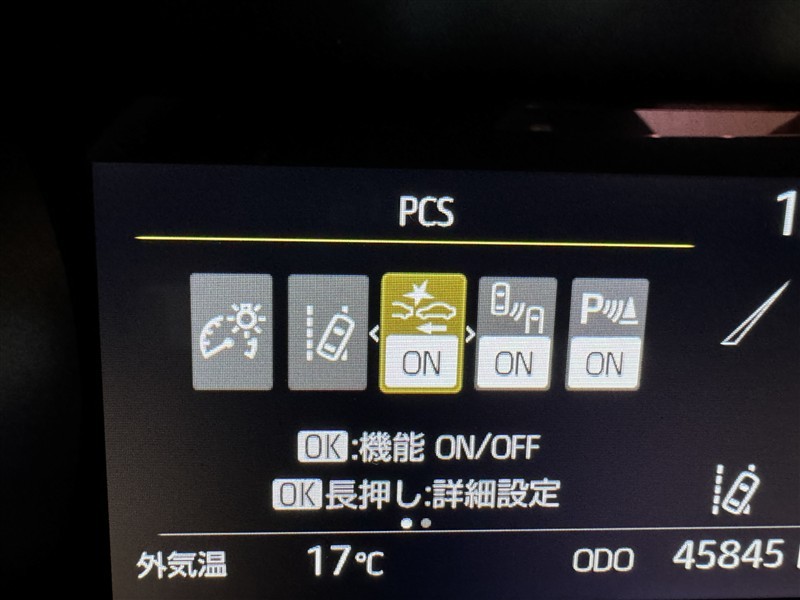 PCS
1
ON ON P ON
OK:機能 ON/OFF
OK長押し:詳細設定
外気温 17℃ ODO 45845